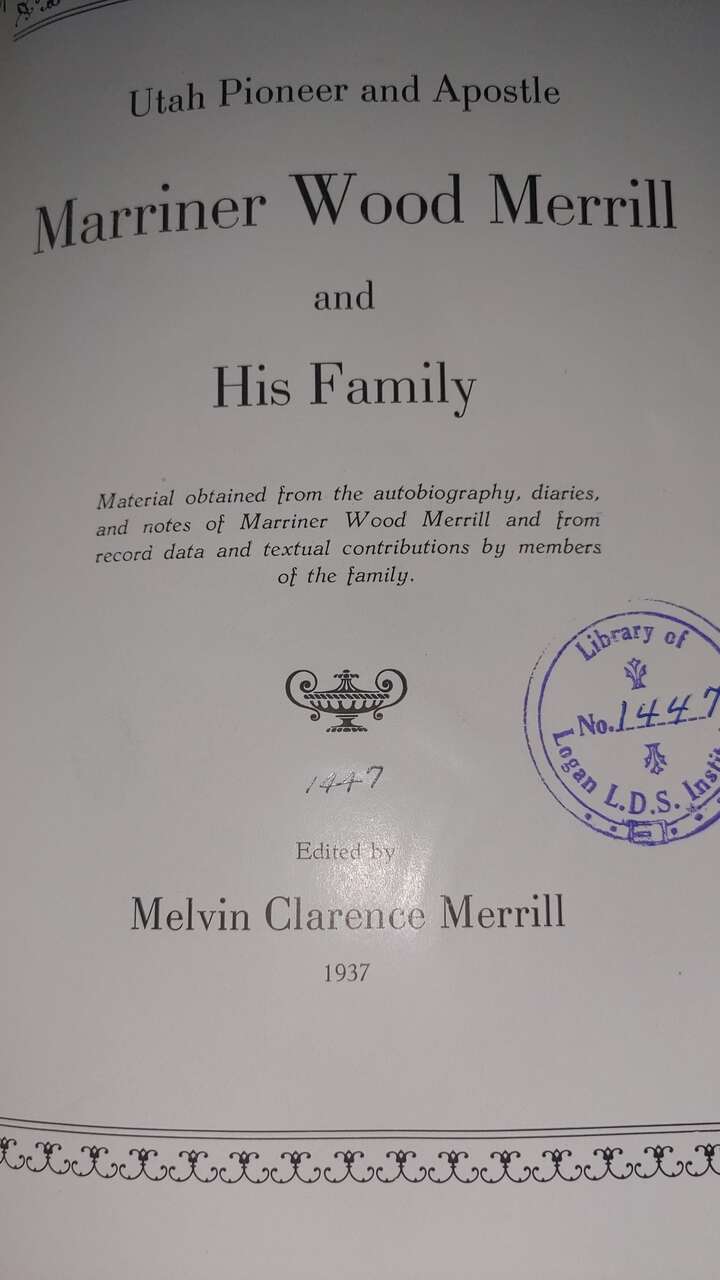 Utah Pioneer and Apostle
Marriner Wood Merrill
and
His Family
Material obtained from the autobiography, diaries,
and notes of Marriner Wood Merrill and from
record data and textual contributions by members
of the family.
Library of
No. 1447
Logan L.D.S.
1447
Edited by
Melvin Clarence Merrill
1937